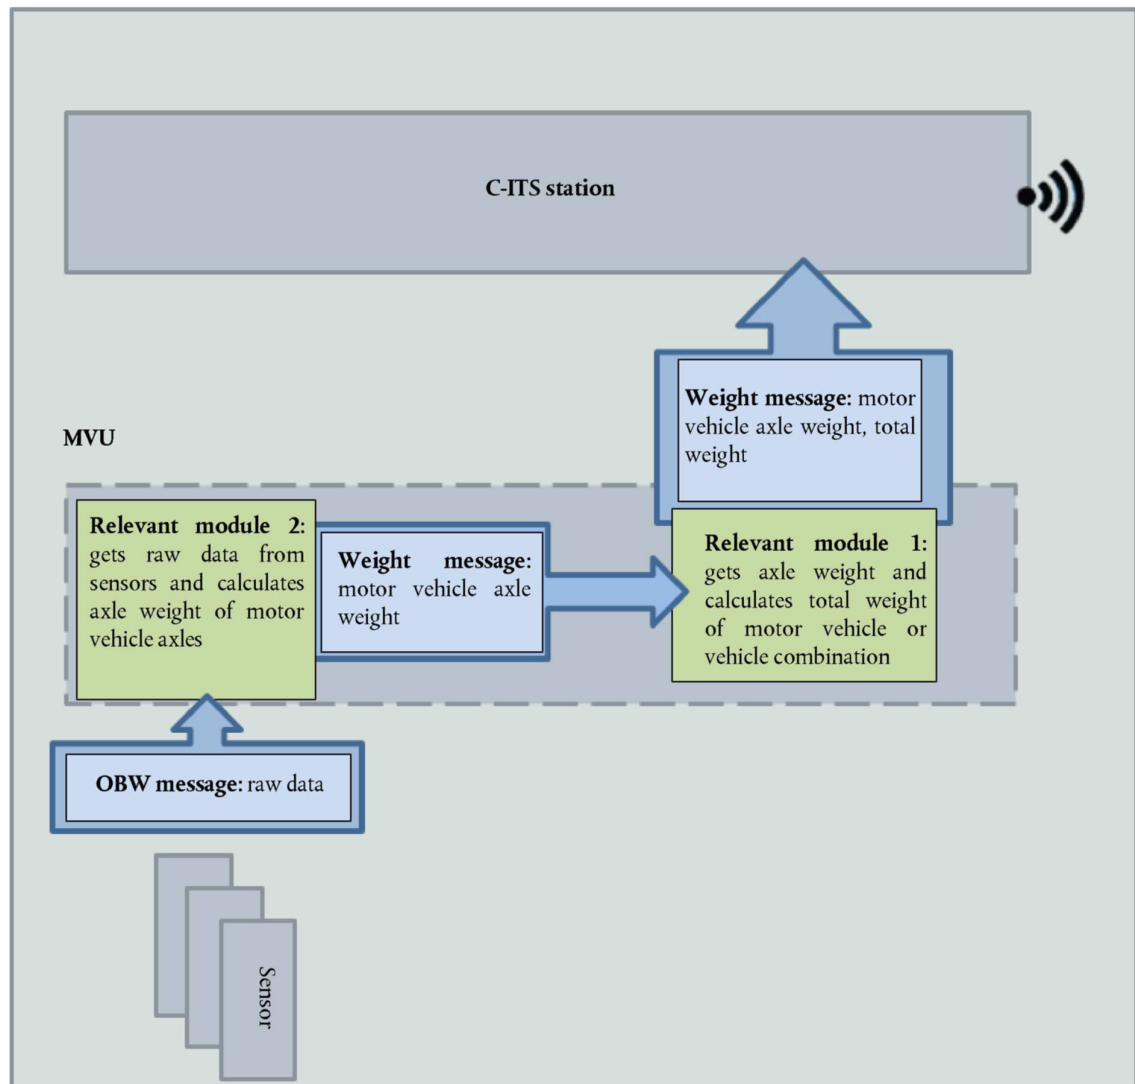 C-ITS station
Weight message: motor
vehicle axle weight, total
weight
MVU
Relevant module 2:
gets raw data from
sensors and calculates
axle weight of motor
vehicle axles
Weight message:
motor vehicle axle
weight
Relevant module 1:
gets axle weight and
calculates total weight
of motor vehicle or
vehicle combination
OBW message: raw data
Sensor